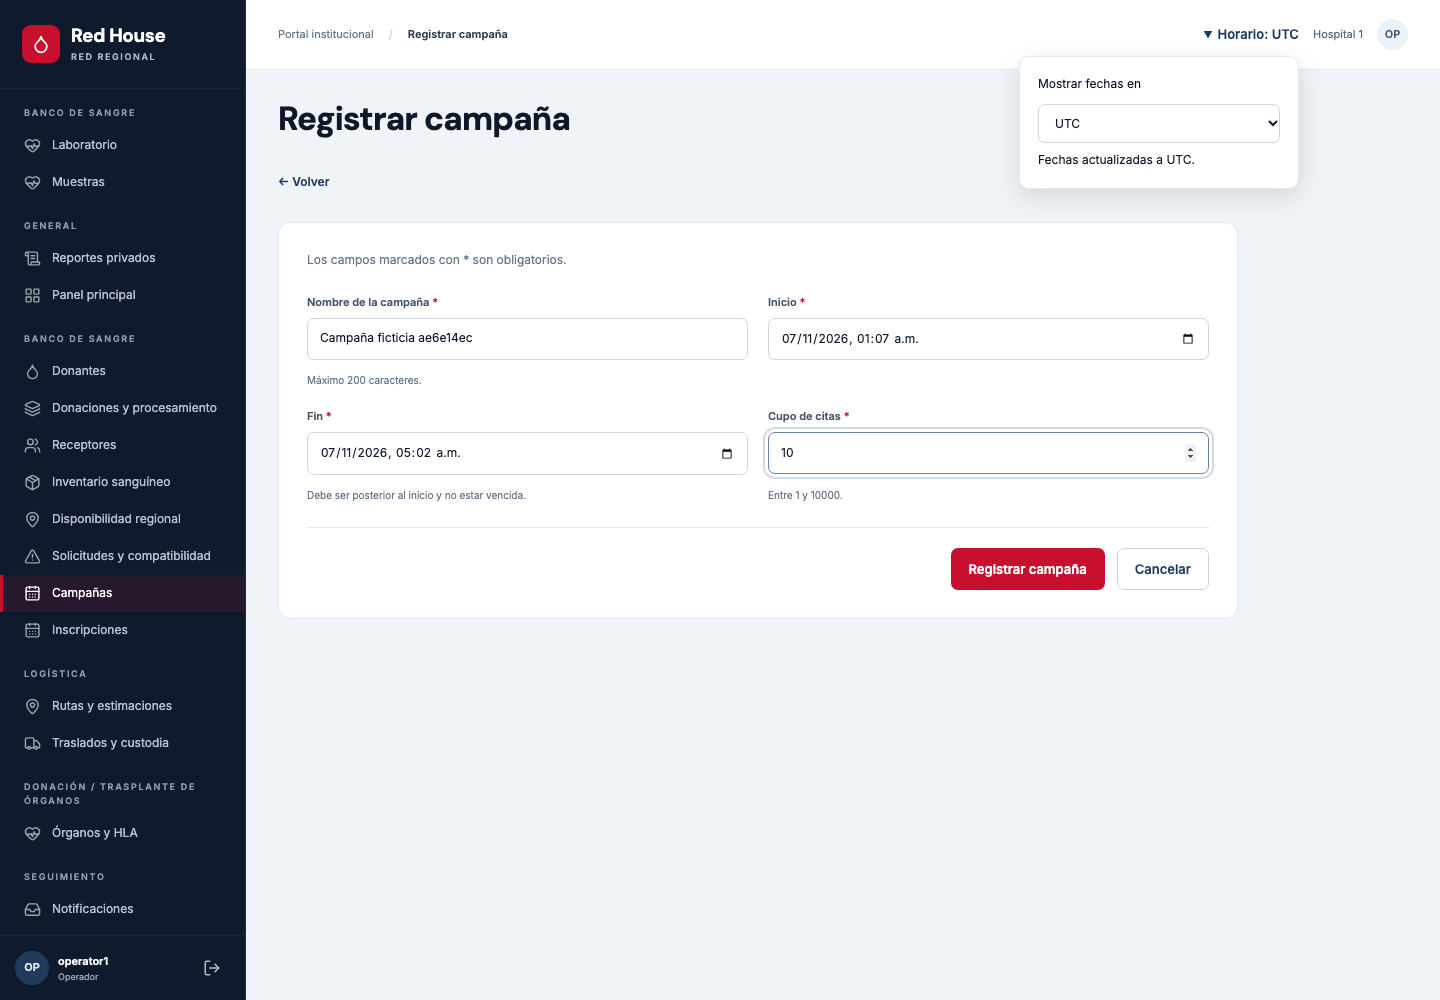 Red House
RED REGIONAL
BANCO DE SANGRE
Laboratorio
Muestras
GENERAL
Reportes privados
Panel principal
BANCO DE SANGRE
Donantes
Donaciones y procesamiento
Receptores
Inventario sanguíneo
Disponibilidad regional
Solicitudes y compatibilidad
Campañas
Inscripciones
LOGÍSTICA
Rutas y estimaciones
Traslados y custodia
DONACIÓN / TRASPLANTE DE
ÓRGANOS
Órganos y HLA
SEGUIMIENTO
Notificaciones
OP
operator1
Operador
Portal institucional / Registrar campaña
▼ Horario: UTC
Hospital 1
OP
Mostrar fechas en
UTC
Fechas actualizadas a UTC.
Registrar campaña
← Volver
Los campos marcados con * son obligatorios.
Nombre de la campaña *
Campaña ficticia ae6e14ec
Máximo 200 caracteres.
Inicio *
07/11/2026, 01:07 a.m.
Fin *
07/11/2026, 05:02 a.m.
Debe ser posterior al inicio y no estar vencida.
Cupo de citas *
10
Entre 1 y 10000.
Registrar campaña
Cancelar